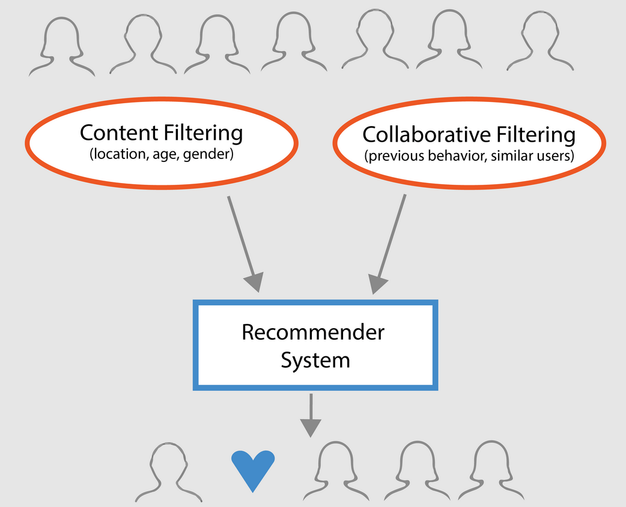 Content Filtering
(location, age, gender)
Collaborative Filtering
(previous behavior, similar users)
Recommender
System